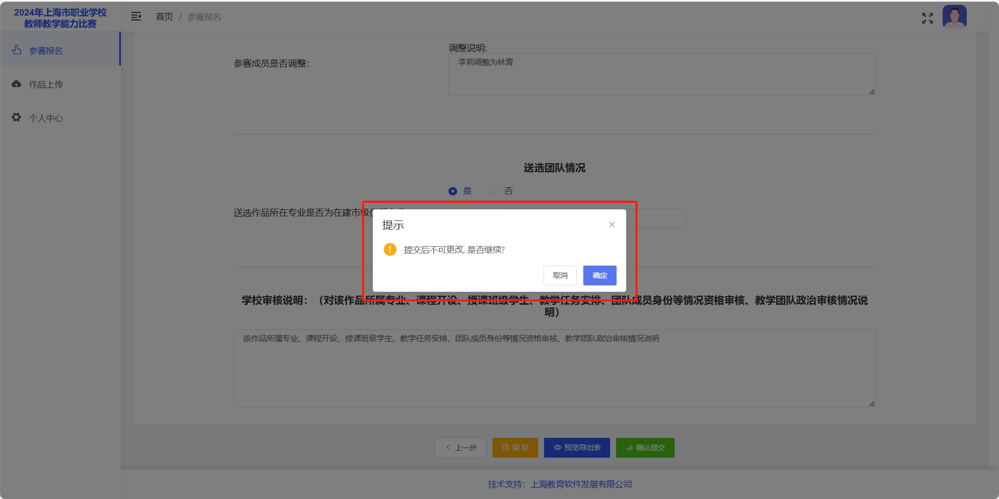 2024年上海市职业学校
教师教学能力比赛
首页 / 参赛报名
参赛报名
作品上传
个人中心
调整说明:
参赛成员是否调整:
李莉调整为林青
送选团队情况
是 否
送选作品所在专业是否为在建市级
提示
提交后不可更改, 是否继续?
取消 确定
学校审核说明：（对该作品所属专业、课程开设、授课班级学生、教学任务安排、团队成员身份等情况资格审核、教学团队政治审核情况说
明）
该作品所属专业、课程开设、授课班级学生、教学任务安排、团队成员身份等情况资格审核、教学团队政治审核情况说明
上一步 保存 预览导出表 确认提交
技术支持：上海教育软件发展有限公司